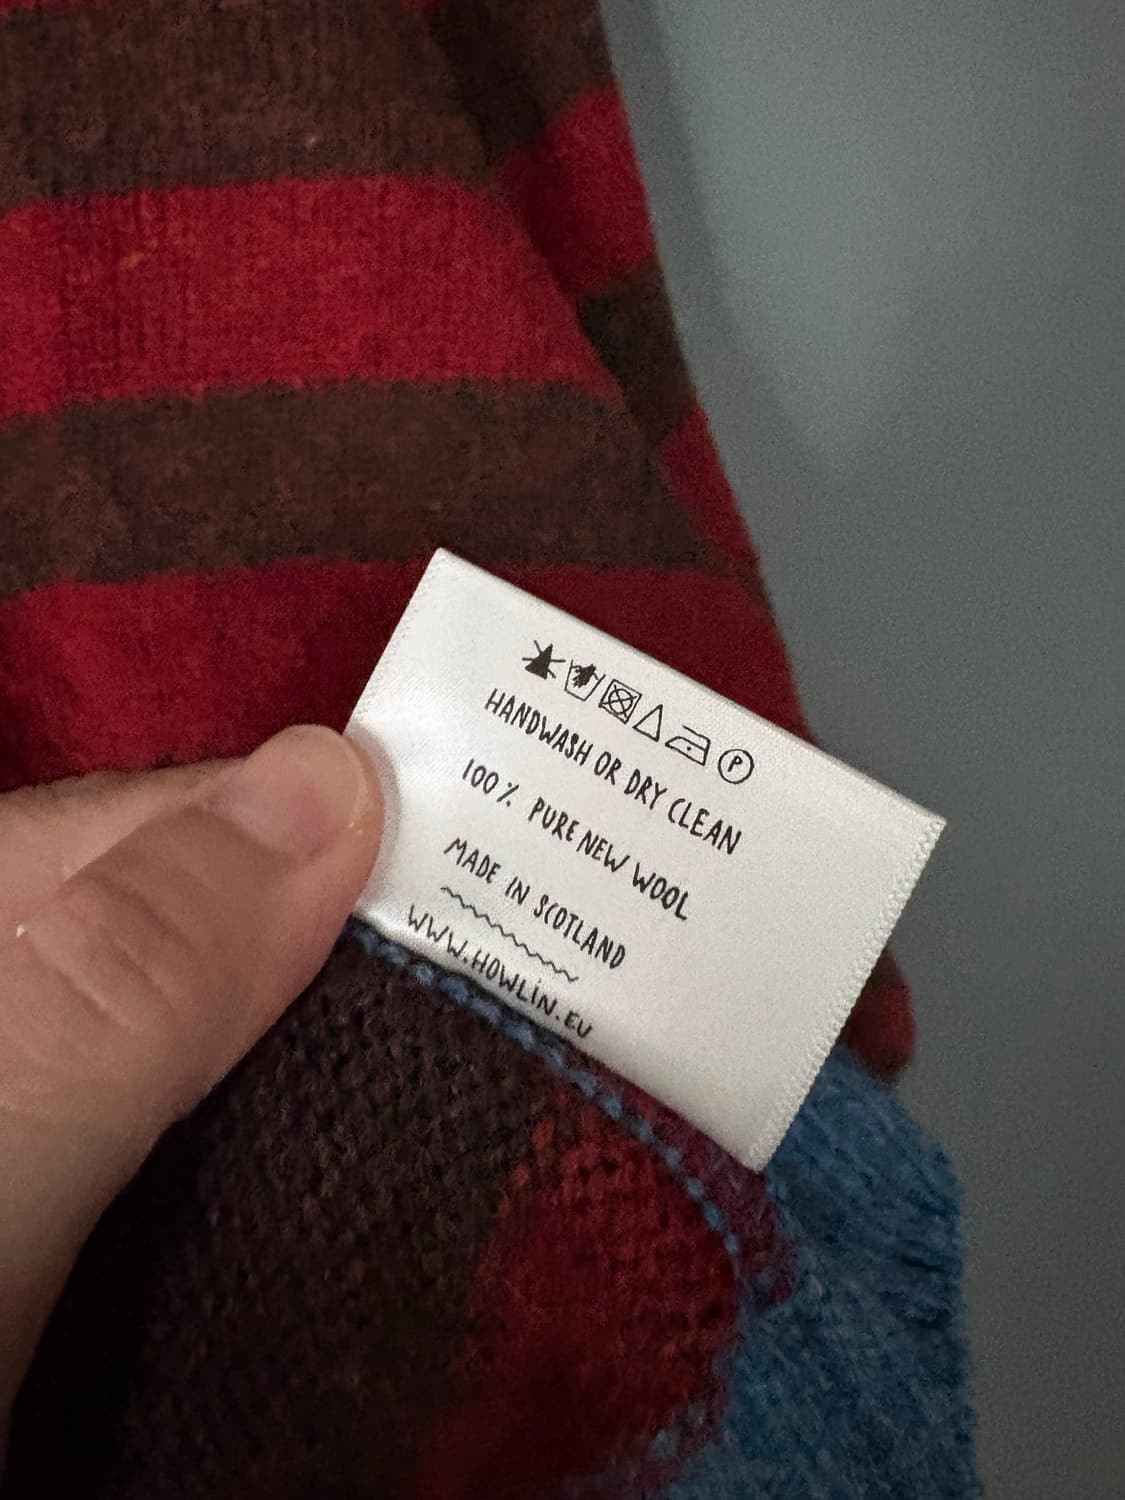 P
HANDWASH OR DRY CLEAN
100% PURE NEW WOOL
MADE IN SCOTLAND
WWW.HOWLIN.EU